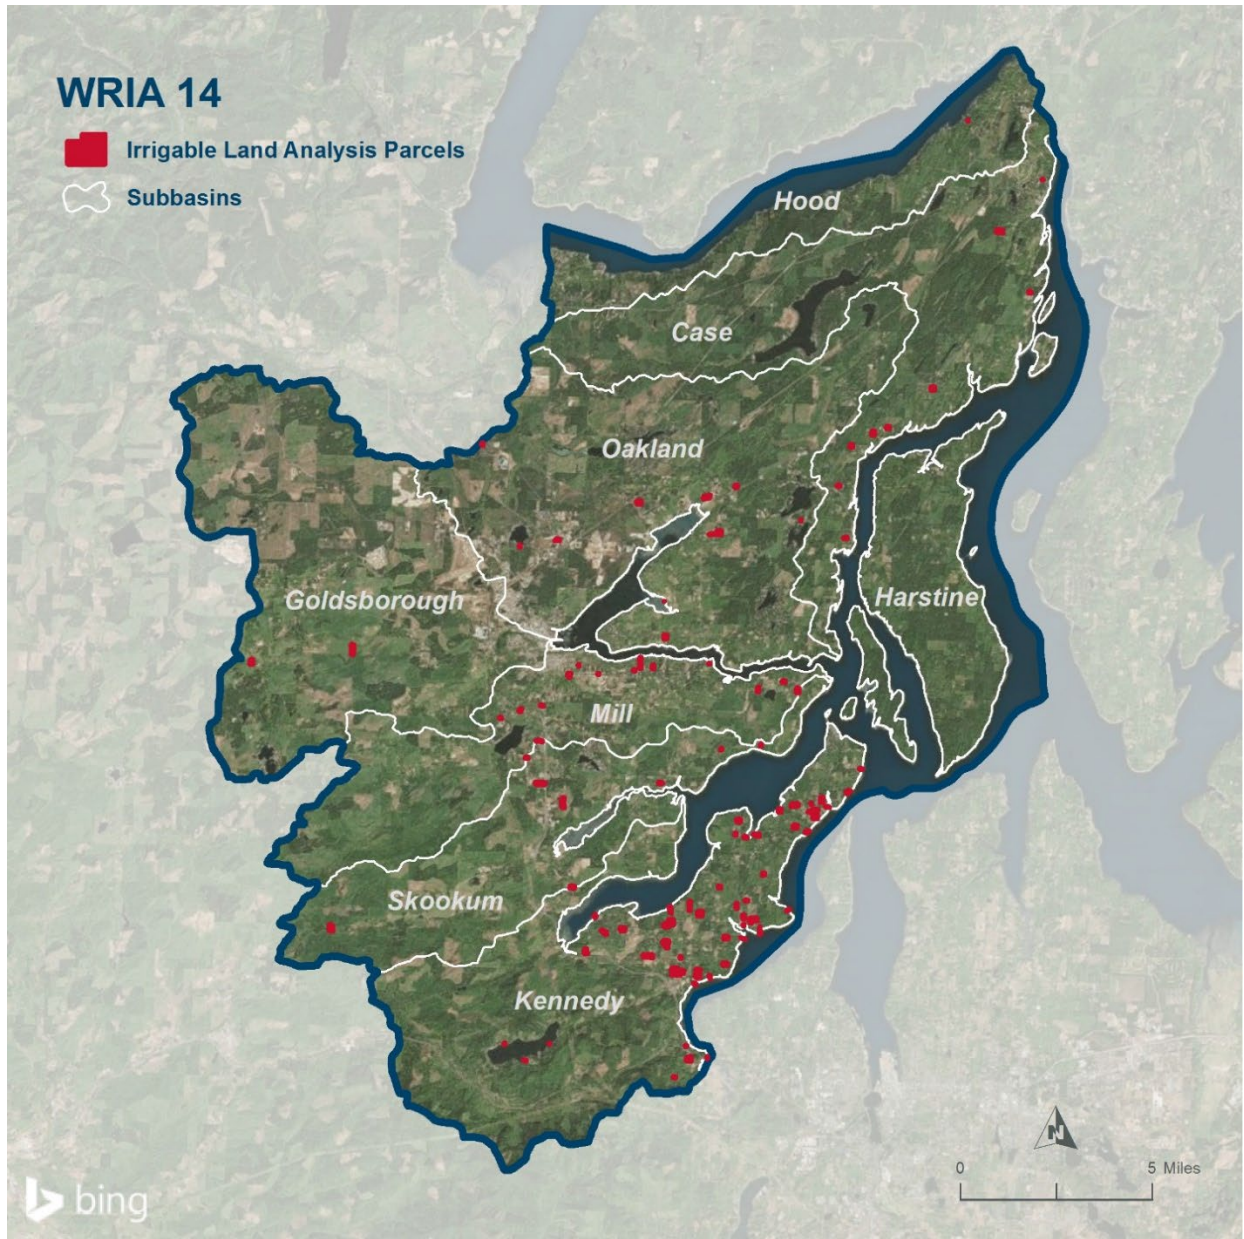 WRIA 14
Irrigable Land Analysis Parcels
Subbasins
Hood
Case
Oakland
Goldsborough
Harstine
Mill
Skookum
Kennedy
N
0 5 Miles
bing